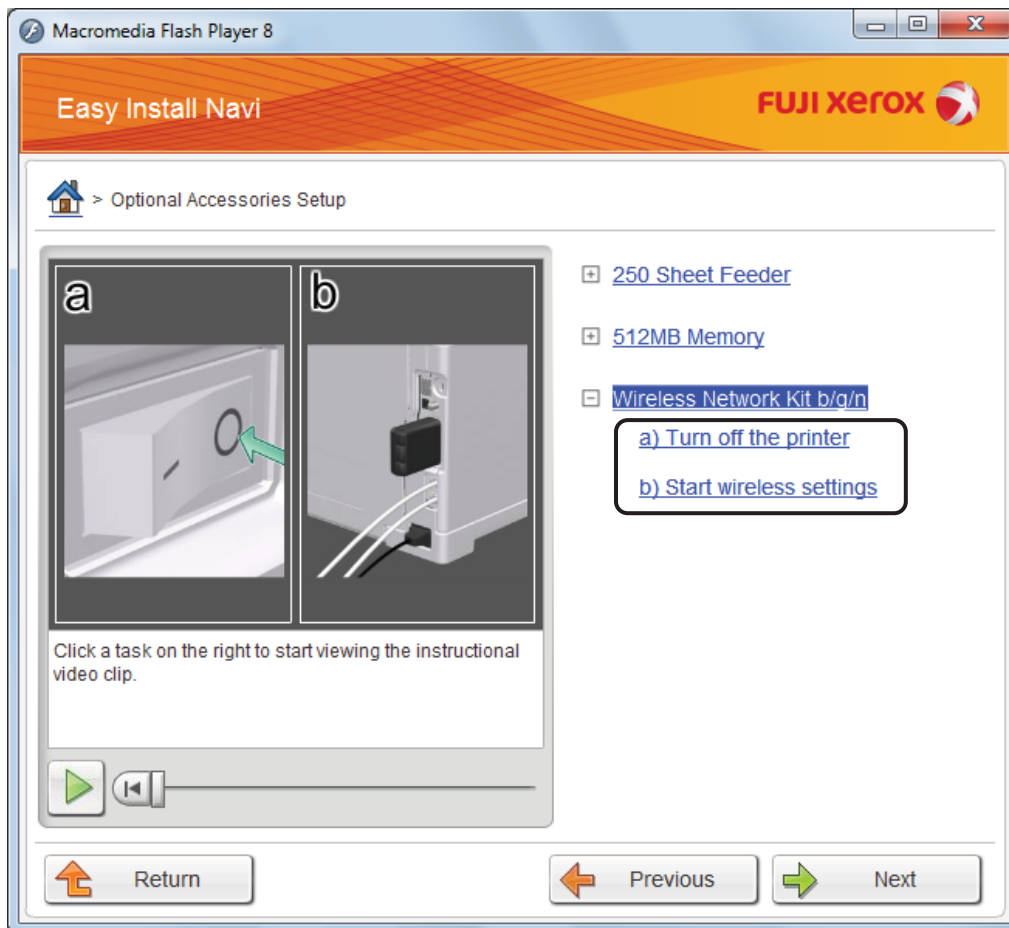 Macromedia Flash Player 8
Easy Install Navi
FUJI xerox
> Optional Accessories Setup
a
b
Click a task on the right to start viewing the instructional
video clip.
250 Sheet Feeder
512MB Memory
Wireless Network Kit b/g/n
a) Turn off the printer
b) Start wireless settings
Return
Previous
Next